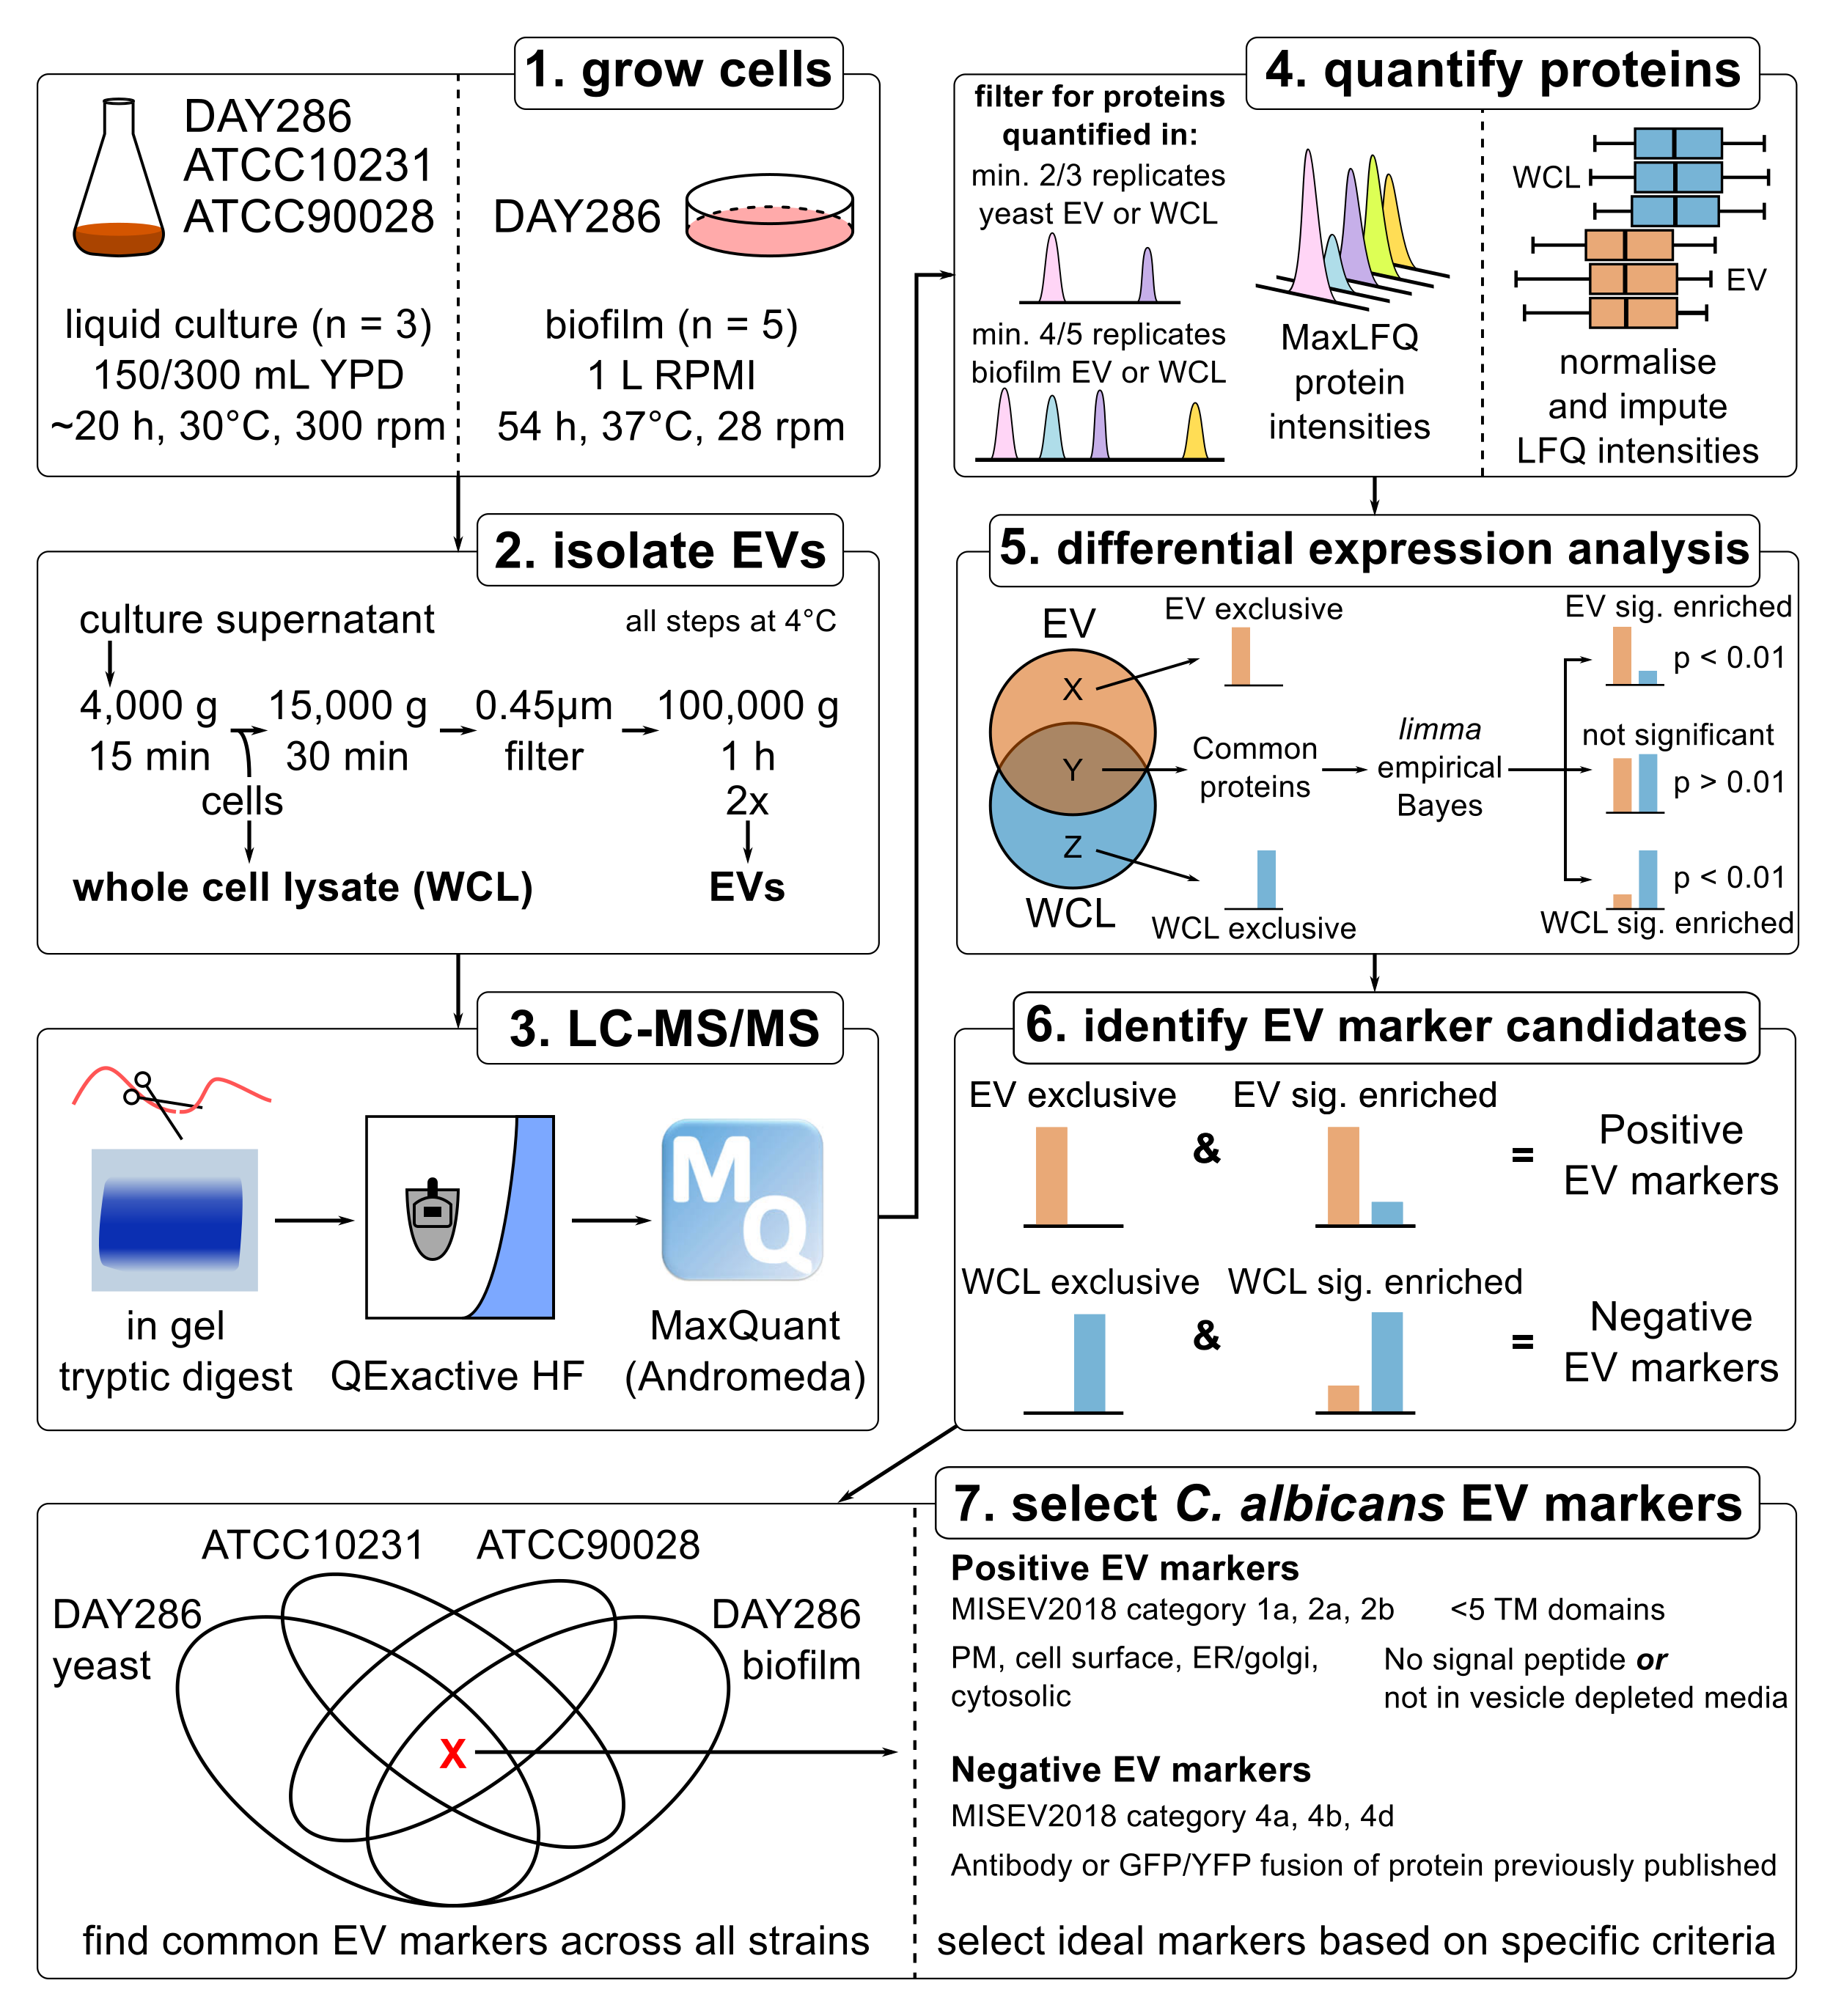 1. grow cells
DAY286
ATCC10231
ATCC90028
liquid culture (n = 3)
150/300 mL YPD
~20 h, 30°C, 300 rpm
DAY286
biofilm (n = 5)
1 L RPMI
54 h, 37°C, 28 rpm
2. isolate EVs
culture supernatant
all steps at 4°C
4,000 g
15 min
15,000 g
30 min
0.45µm
filter
100,000 g
1 h
2x
cells
whole cell lysate (WCL)
EVs
3. LC-MS/MS
in gel
tryptic digest
QExactive HF
MQ
MaxQuant
(Andromeda)
4. quantify proteins
filter for proteins
quantified in:
min. 2/3 replicates
yeast EV or WCL
min. 4/5 replicates
biofilm EV or WCL
MaxLFQ
protein
intensities
WCL
EV
normalise
and impute
LFQ intensities
5. differential expression analysis
EV
X
Y
Z
WCL
EV exclusive
Common
proteins
WCL exclusive
limma
empirical
Bayes
EV sig. enriched
p < 0.01
not significant
p > 0.01
p < 0.01
WCL sig. enriched
6. identify EV marker candidates
EV exclusive
&
EV sig. enriched
=
Positive
EV markers
WCL exclusive
&
WCL sig. enriched
=
Negative
EV markers
7. select C. albicans EV markers
ATCC10231
ATCC90028
DAY286
yeast
DAY286
biofilm
X
find common EV markers across all strains
Positive EV markers
MISEV2018 category 1a, 2a, 2b
<5 TM domains
PM, cell surface, ER/golgi,
cytosolic
No signal peptide or
not in vesicle depleted media
Negative EV markers
MISEV2018 category 4a, 4b, 4d
Antibody or GFP/YFP fusion of protein previously published
select ideal markers based on specific criteria